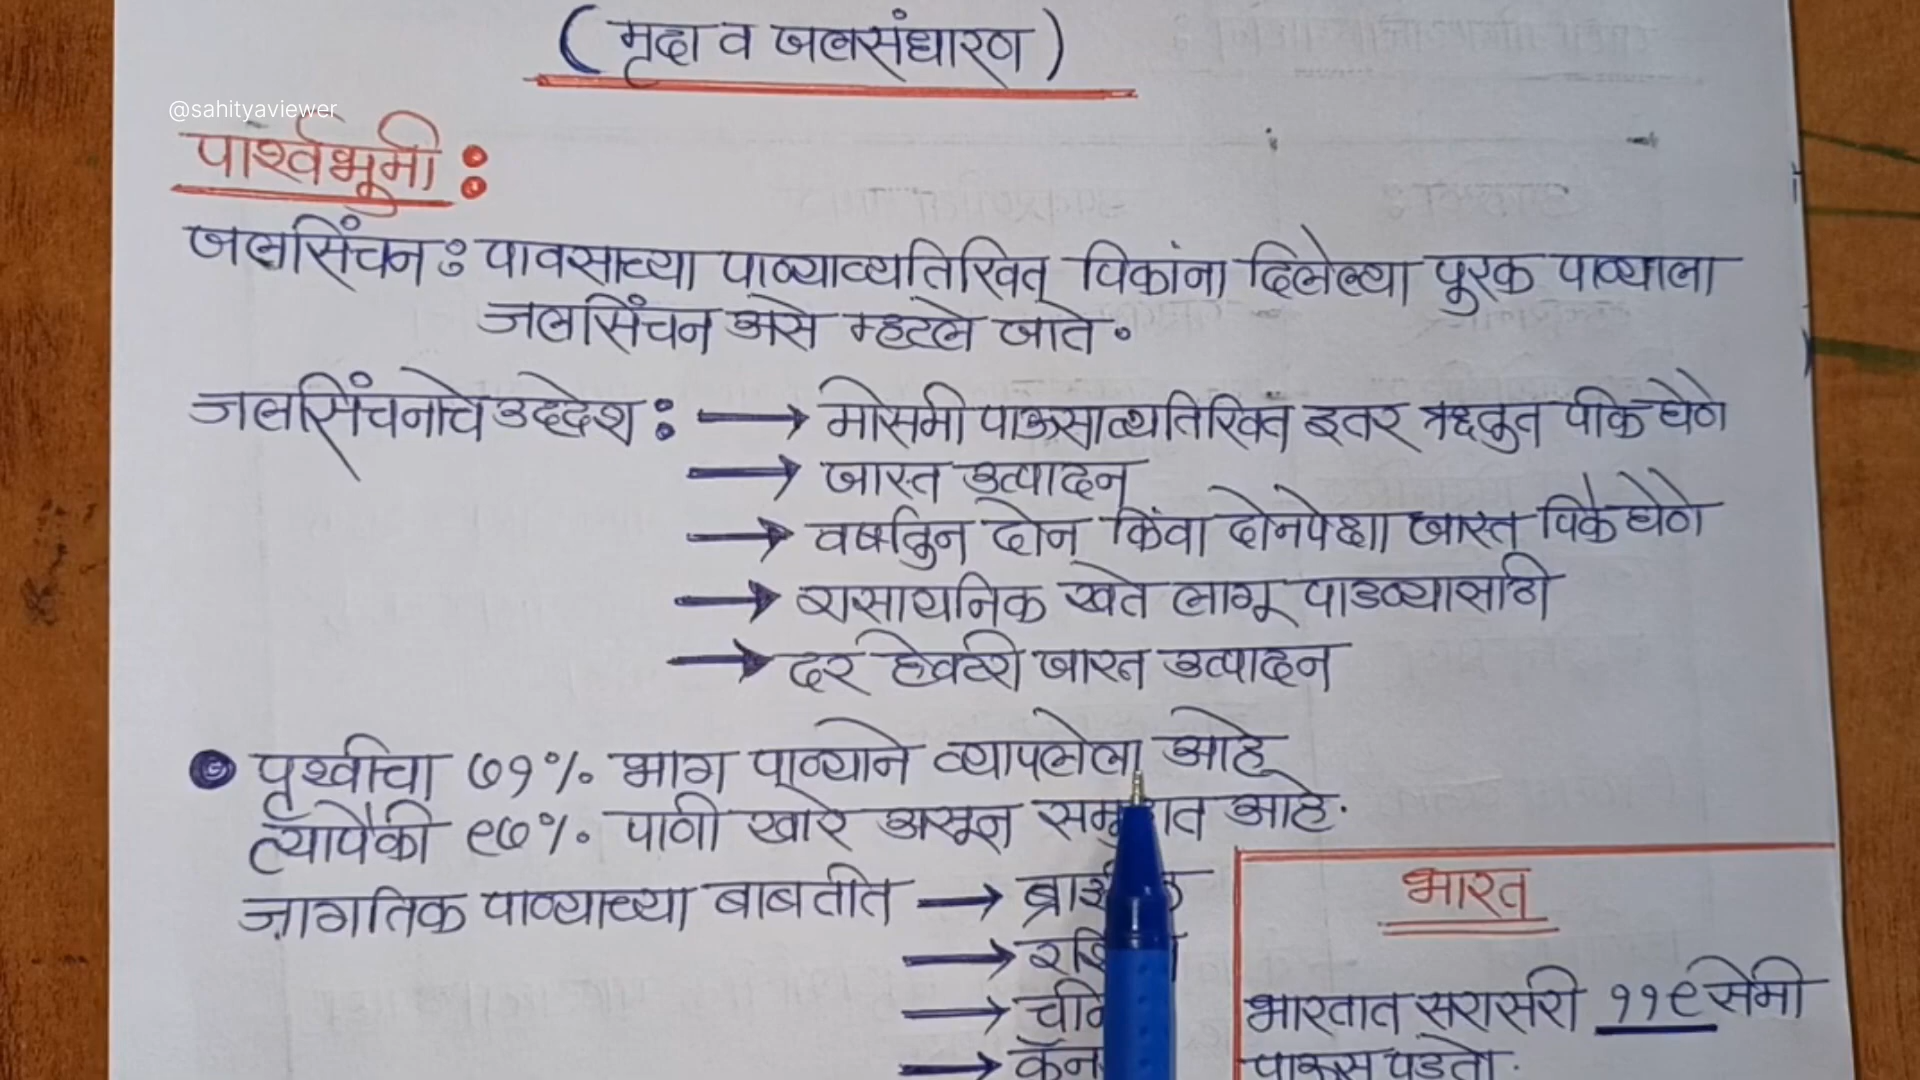 (मृदा व जलसंधारण)
@sahityaviewer
पार्श्वभूमी :
जलसिंचन : पावसाच्या पाण्याव्यतिरिक्त पिकांना दिलेल्या पूरक पाण्याला
जलसिंचन असे म्हटले जाते.
जलसिंचनाचे उद्देश : → मोसमी पाऊसाव्यतिरिक्त इतर ऋतुत पीके घेणे
→ जास्त उत्पादन
→ वर्षातुन दोन किंवा दोनपेक्षा जास्त पिके घेणे
→ रासायनिक खते लागू पाडण्यासाठी
→ दर हेक्टरी जास्त उत्पादन
पृथ्वीचा ७१% भाग पाण्याने व्यापलेला आहे
त्यापैकी ९७% पाणी खारे असून आहे.
जागतिक पाण्याच्या बाबतीत →
→
→
→
भारत
भारतात सरासरी ११९ सेमी
पाऊस पडतो.